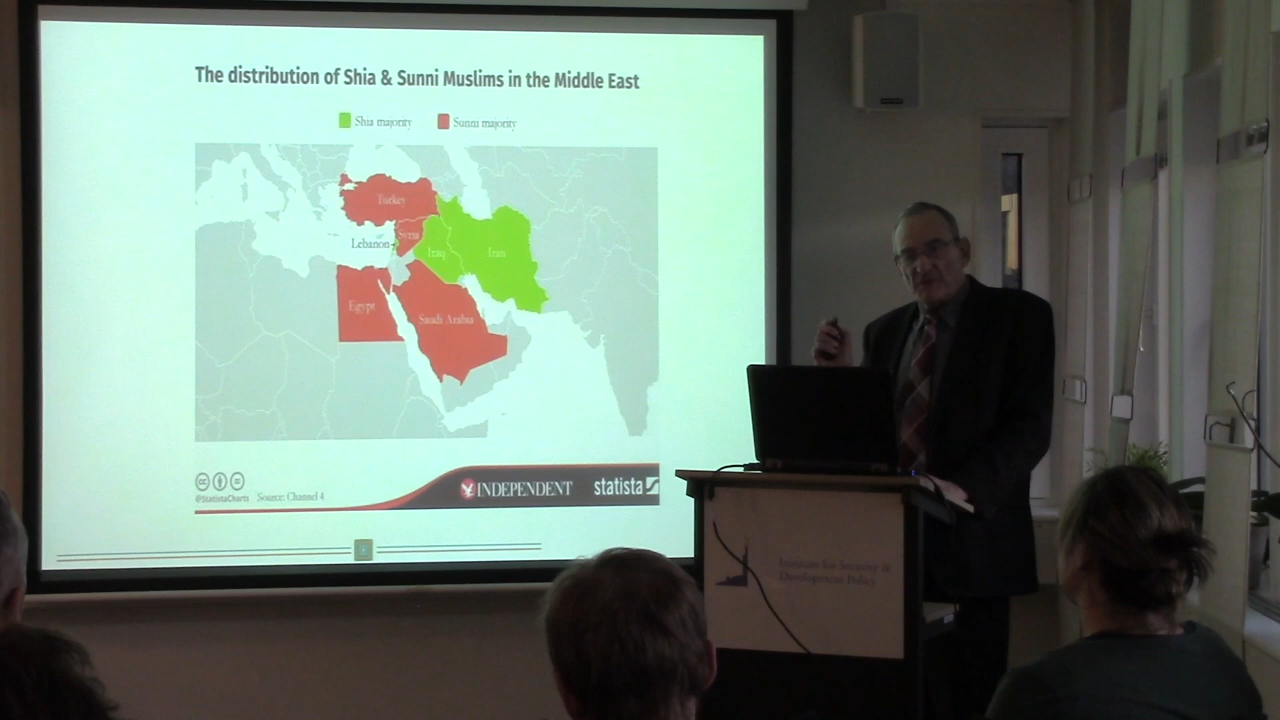 The distribution of Shia & Sunni Muslims in the Middle East
Shia majority
Sunni majority
Turkey
Syria
Lebanon
Iraq
Iran
Egypt
Saudi Arabia
@StatistaCharts Source: Channel 4
INDEPENDENT
statista
Institute for Security &
Development Policy